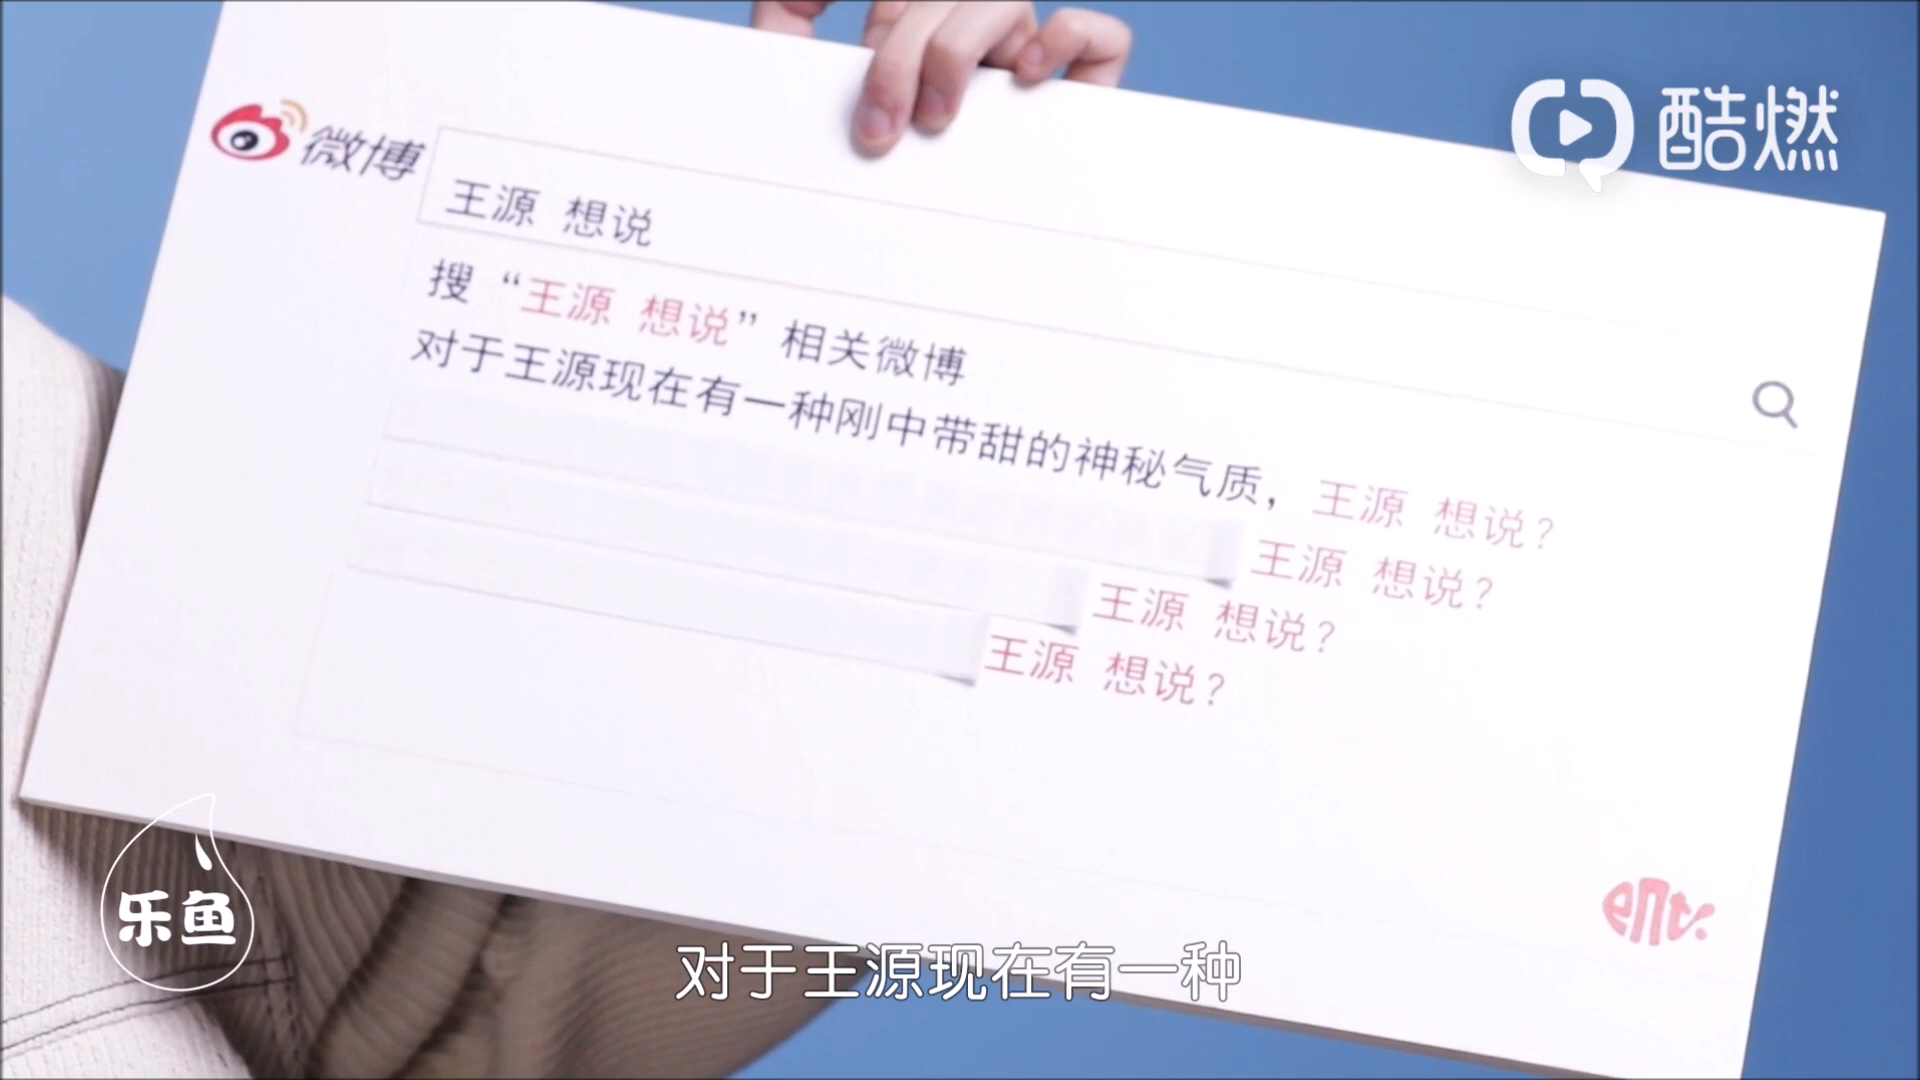 酷燃
微博
王源 想说
搜 “王源 想说” 相关微博
对于王源现在有一种刚中带甜的神秘气质，王源 想说？
王源 想说？
王源 想说？
王源 想说？
ent
乐鱼
对于王源现在有一种